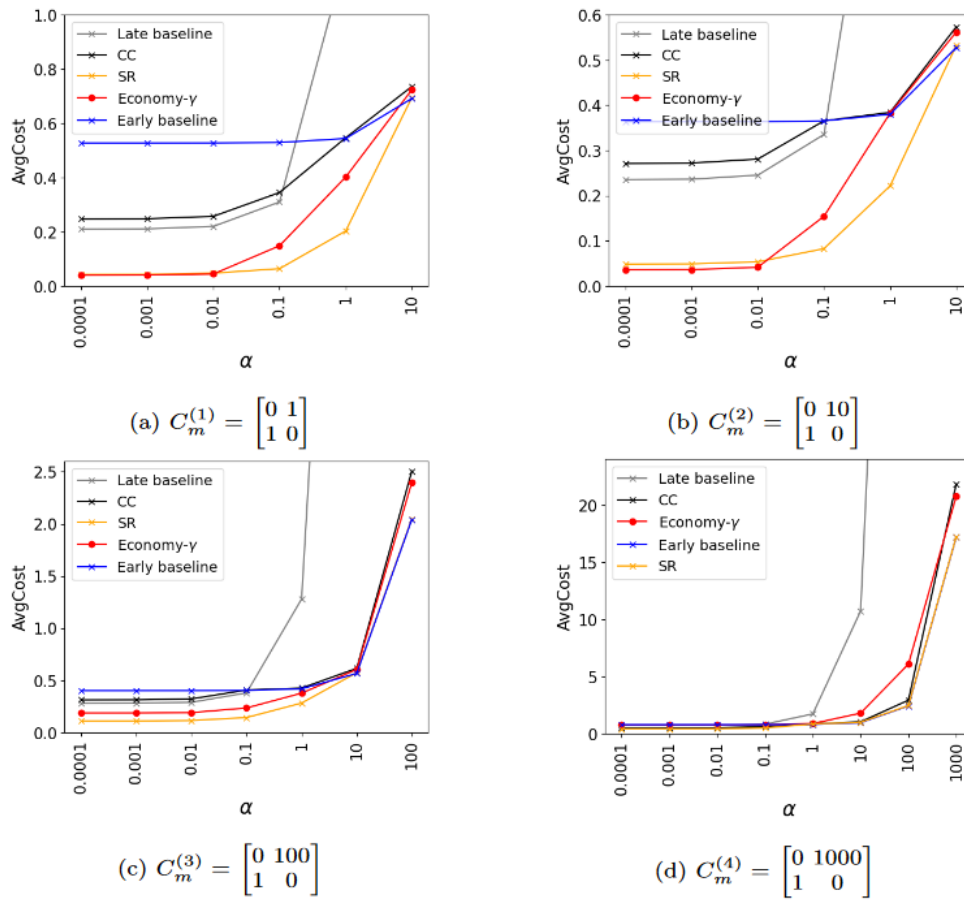 AvgCost
1.0
0.8
0.6
0.4
0.2
0.0
Late baseline
CC
SR
Economy-γ
Early baseline
0.0001
0.001
0.01
0.1
1
10
α
(a) C_m^{(1)} = [0 1
1 0]
AvgCost
0.6
0.5
0.4
0.3
0.2
0.1
0.0
Late baseline
CC
SR
Economy-γ
Early baseline
0.0001
0.001
0.01
0.1
1
10
α
(b) C_m^{(2)} = [0 10
1 0]
AvgCost
2.5
2.0
1.5
1.0
0.5
0.0
Late baseline
CC
SR
Economy-γ
Early baseline
0.0001
0.001
0.01
0.1
1
10
100
α
(c) C_m^{(3)} = [0 100
1 0]
AvgCost
20
15
10
5
0
Late baseline
CC
Economy-γ
Early baseline
SR
0.0001
0.001
0.01
0.1
1
10
100
1000
α
(d) C_m^{(4)} = [0 1000
1 0]